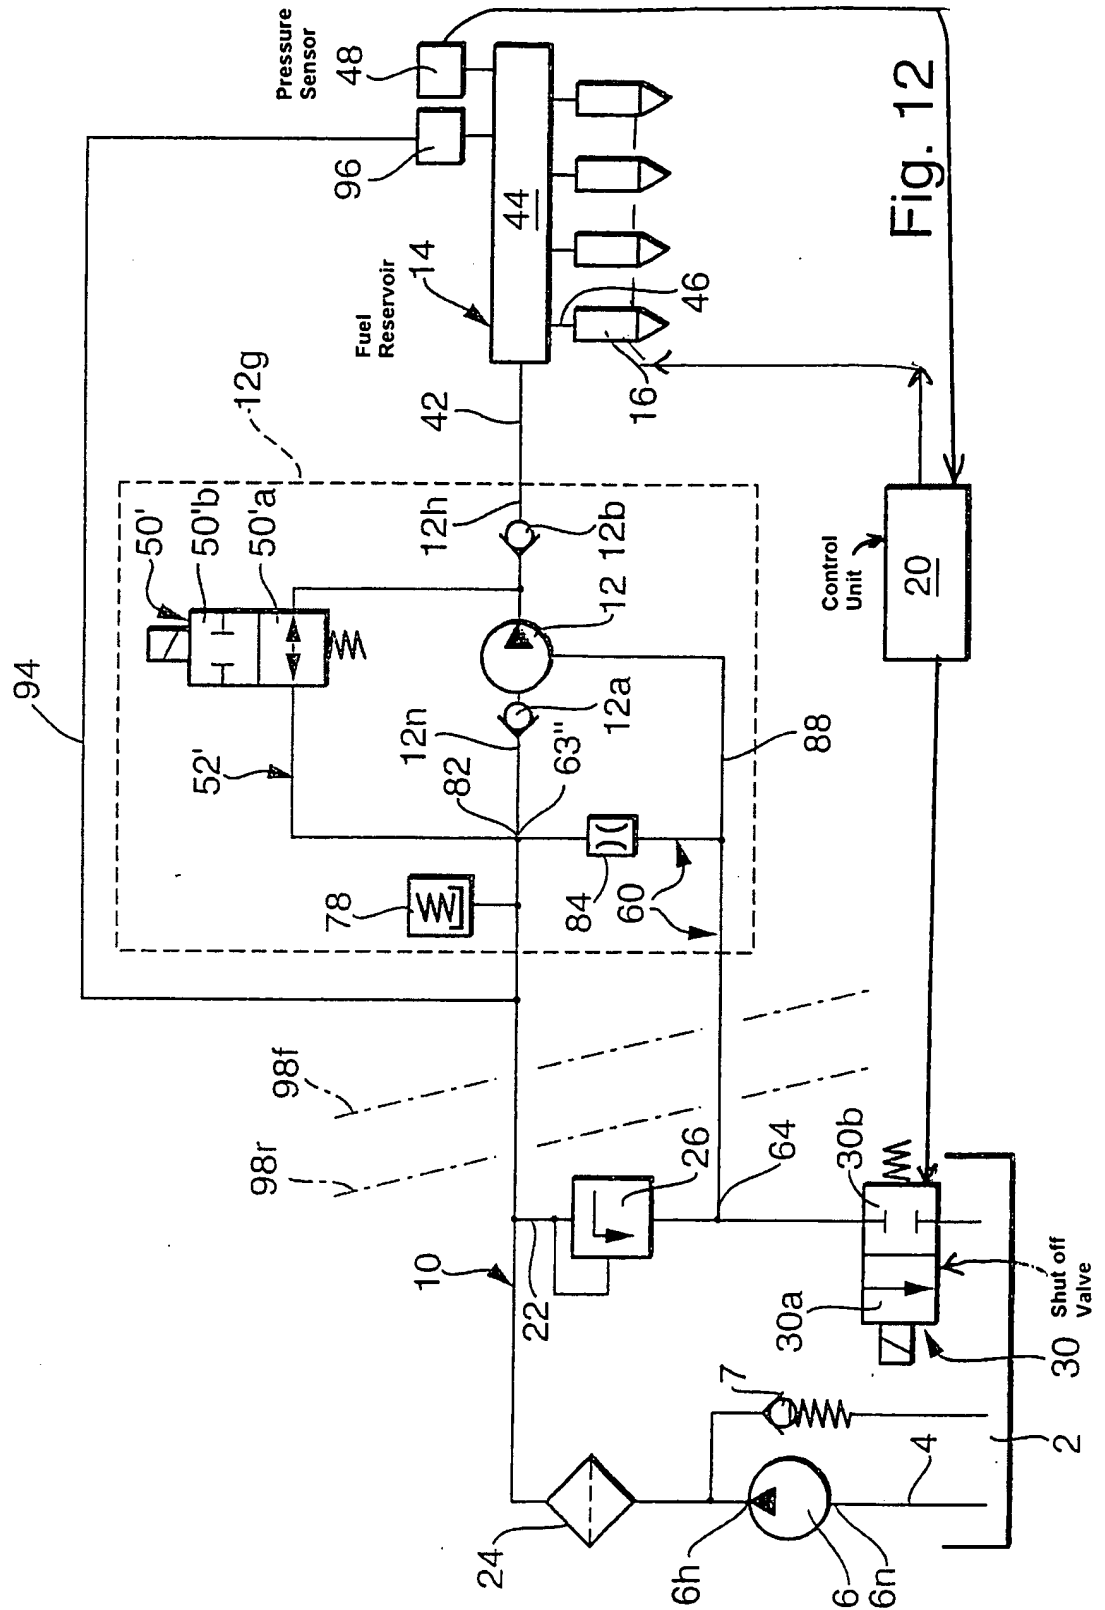 Fig. 12
Pressure
Sensor
48
96
44
14
Fuel
Reservoir
46
16
42
12g
12h
12b
50'
50'b
50'a
12
12a
12n
63"
82
52'
94
78
84
60
88
Control
Unit
20
98f
98r
26
64
22
10
30b
30a
30
Shut off
Valve
7
24
6h
6
6n
4
2